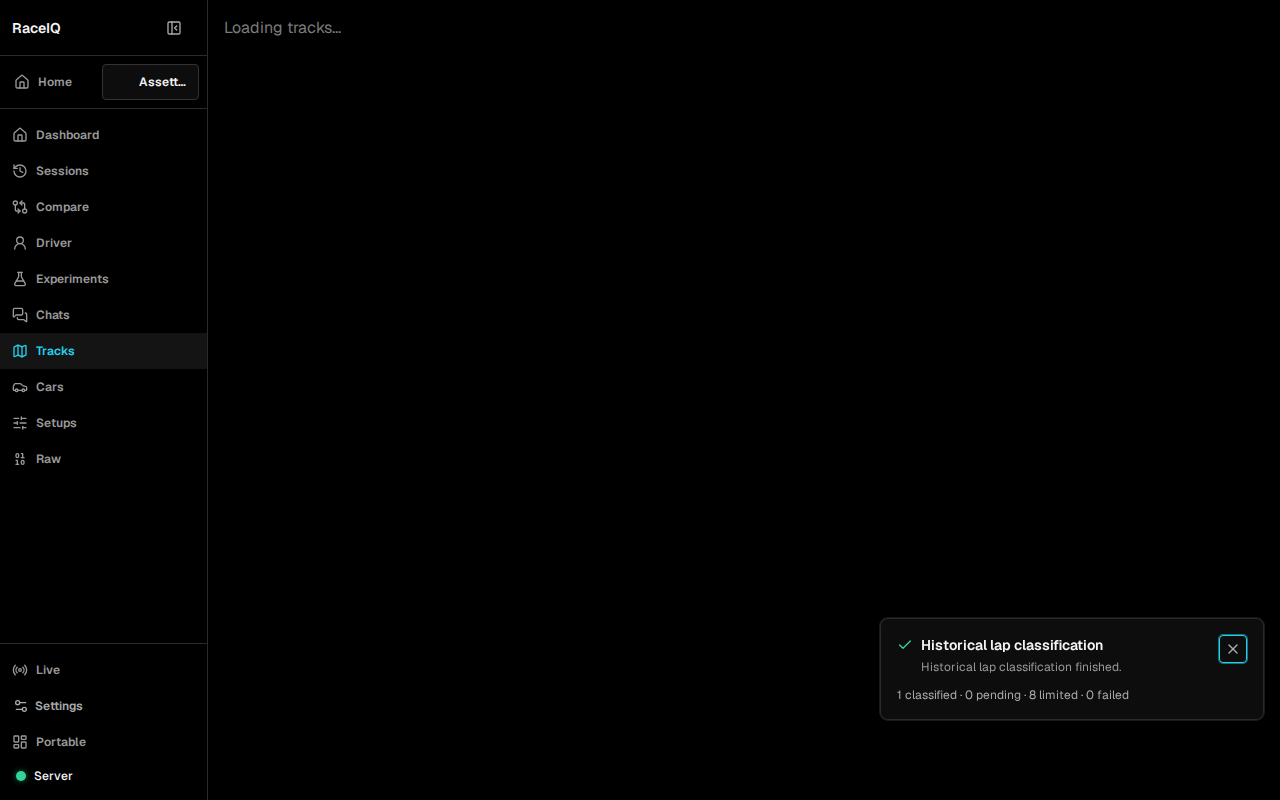 RaceIQ
Loading tracks...
Home
Assett...
Dashboard
Sessions
Compare
Driver
Experiments
Chats
Tracks
Cars
Setups
Raw
Historical lap classification
Historical lap classification finished.
1 classified · 0 pending · 8 limited · 0 failed
Live
Settings
Portable
Server